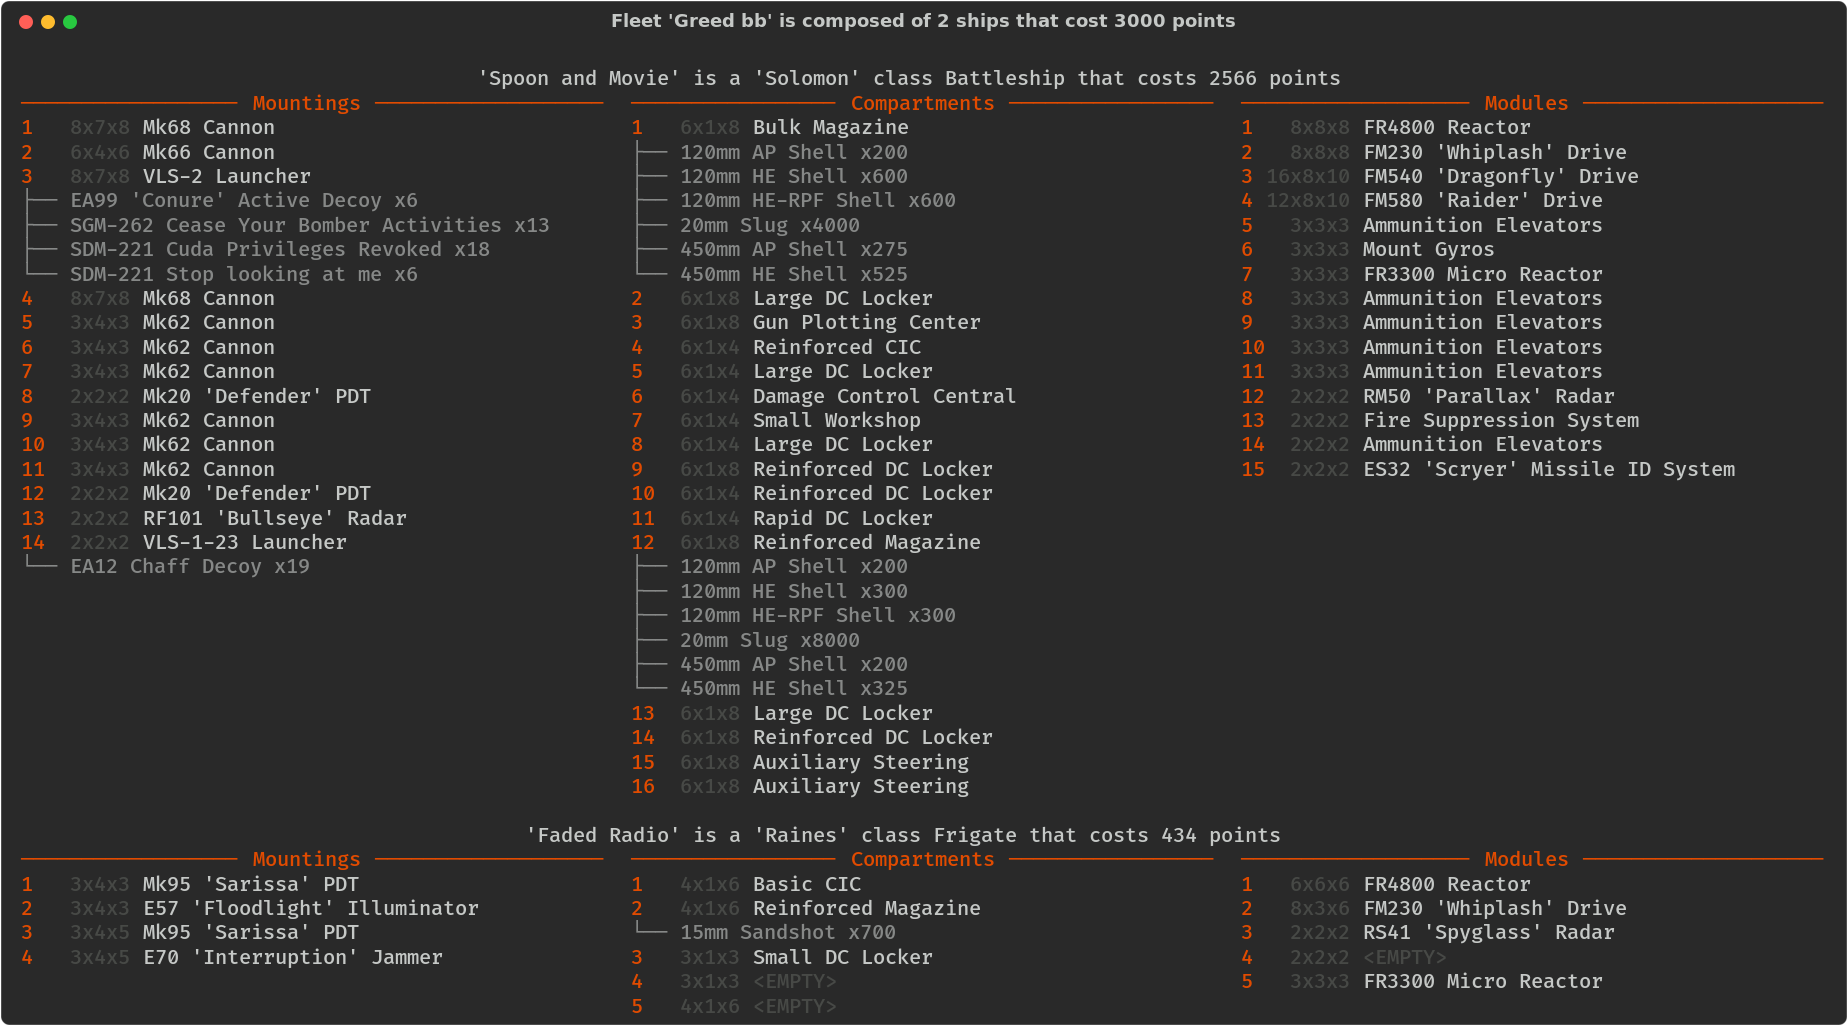 Fleet 'Greed bb' is composed of 2 ships that cost 3000 points
'Spoon and Movie' is a 'Solomon' class Battleship that costs 2566 points
Mountings
1 8x7x8 Mk68 Cannon
2 6x4x6 Mk66 Cannon
3 8x7x8 VLS-2 Launcher
EA99 'Conure' Active Decoy x6
SGM-262 Cease Your Bomber Activities x13
SDM-221 Cuda Privileges Revoked x18
SDM-221 Stop looking at me x6
4 8x7x8 Mk68 Cannon
5 3x4x3 Mk62 Cannon
6 3x4x3 Mk62 Cannon
7 3x4x3 Mk62 Cannon
8 2x2x2 Mk20 'Defender' PDT
9 3x4x3 Mk62 Cannon
10 3x4x3 Mk62 Cannon
11 3x4x3 Mk62 Cannon
12 2x2x2 Mk20 'Defender' PDT
13 2x2x2 RF101 'Bullseye' Radar
14 2x2x2 VLS-1-23 Launcher
EA12 Chaff Decoy x19
Compartments
1 6x1x8 Bulk Magazine
120mm AP Shell x200
120mm HE Shell x600
120mm HE-RPF Shell x600
20mm Slug x4000
450mm AP Shell x275
450mm HE Shell x525
2 6x1x8 Large DC Locker
3 6x1x8 Gun Plotting Center
4 6x1x4 Reinforced CIC
5 6x1x4 Large DC Locker
6 6x1x4 Damage Control Central
7 6x1x4 Small Workshop
8 6x1x4 Large DC Locker
9 6x1x8 Reinforced DC Locker
10 6x1x4 Reinforced DC Locker
11 6x1x4 Rapid DC Locker
12 6x1x8 Reinforced Magazine
120mm AP Shell x200
120mm HE Shell x300
120mm HE-RPF Shell x300
20mm Slug x8000
450mm AP Shell x200
450mm HE Shell x325
13 6x1x8 Large DC Locker
14 6x1x8 Reinforced DC Locker
15 6x1x8 Auxiliary Steering
16 6x1x8 Auxiliary Steering
Modules
1 8x8x8 FR4800 Reactor
2 8x8x8 FM230 'Whiplash' Drive
3 16x8x10 FM540 'Dragonfly' Drive
4 12x8x10 FM580 'Raider' Drive
5 3x3x3 Ammunition Elevators
6 3x3x3 Mount Gyros
7 3x3x3 FR3300 Micro Reactor
8 3x3x3 Ammunition Elevators
9 3x3x3 Ammunition Elevators
10 3x3x3 Ammunition Elevators
11 3x3x3 Ammunition Elevators
12 2x2x2 RM50 'Parallax' Radar
13 2x2x2 Fire Suppression System
14 2x2x2 Ammunition Elevators
15 2x2x2 ES32 'Scryer' Missile ID System
'Faded Radio' is a 'Raines' class Frigate that costs 434 points
Mountings
1 3x4x3 Mk95 'Sarissa' PDT
2 3x4x3 E57 'Floodlight' Illuminator
3 3x4x5 Mk95 'Sarissa' PDT
4 3x4x5 E70 'Interruption' Jammer
Compartments
1 4x1x6 Basic CIC
2 4x1x6 Reinforced Magazine
15mm Sandshot x700
3 3x1x3 Small DC Locker
4 3x1x3 <EMPTY>
5 4x1x6 <EMPTY>
Modules
1 6x6x6 FR4800 Reactor
2 8x3x6 FM230 'Whiplash' Drive
3 2x2x2 RS41 'Spyglass' Radar
4 2x2x2 <EMPTY>
5 3x3x3 FR3300 Micro Reactor